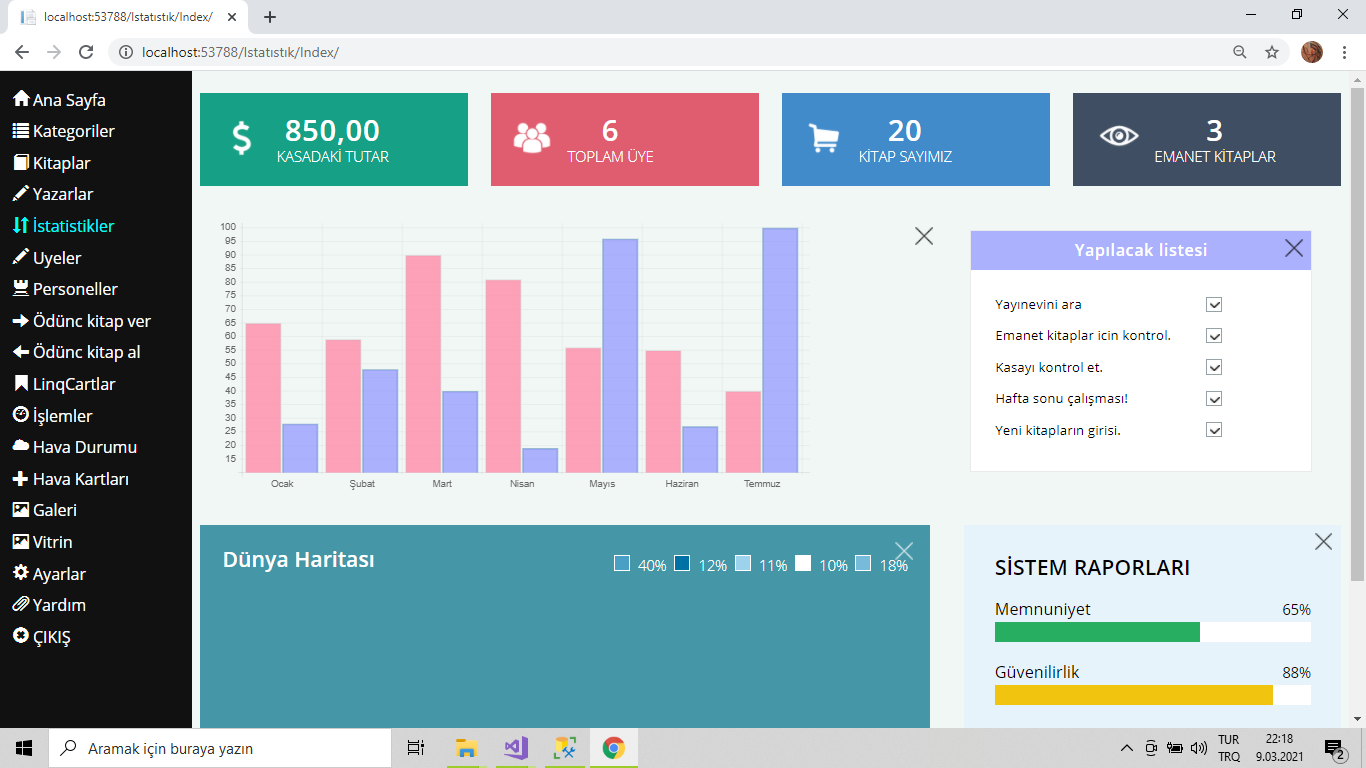 localhost:53788/Istatıstık/Index/
localhost:53788/Istatıstık/Index/
Ana Sayfa
Kategoriler
Kitaplar
Yazarlar
İstatistikler
Uyeler
Personeller
Ödünc kitap ver
Ödünc kitap al
LinqCartlar
İşlemler
Hava Durumu
Hava Kartları
Galeri
Vitrin
Ayarlar
Yardım
ÇIKIŞ
850,00
KASADAKİ TUTAR
6
TOPLAM ÜYE
20
KİTAP SAYIMIZ
3
EMANET KİTAPLAR
100
95
90
85
80
75
70
65
60
55
50
45
40
35
30
25
20
15
Ocak Şubat Mart Nisan Mayıs Haziran Temmuz
Yapılacak listesi
Yayınevini ara
Emanet kitaplar icin kontrol.
Kasayı kontrol et.
Hafta sonu çalışması!
Yeni kitapların girisi.
Dünya Haritası
40% 12% 11% 10% 18%
SİSTEM RAPORLARI
Memnuniyet 65%
Güvenilirlik 88%
Aramak için buraya yazın
TUR
TRQ
22:18
9.03.2021
2